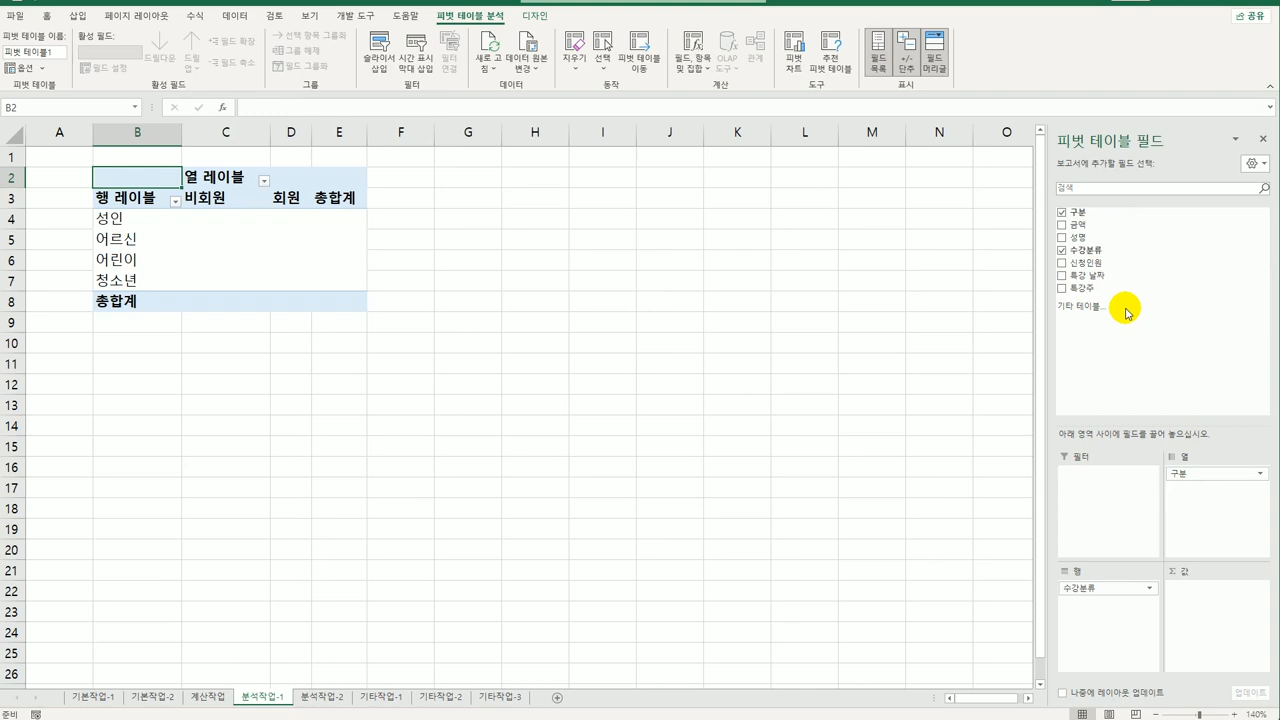 파일 홈 삽입 페이지 레이아웃 수식 데이터 검토 보기 개발 도구 도움말 피벗 테이블 분석 디자인 공유
피벗 테이블 이름: 활성 필드:
피벗 테이블1
옵션
필드 설정
드릴다운 드릴업
필드 확장
필드 축소
선택 항목 그룹화
그룹 해제
필드 그룹화
슬라이서 삽입
시간 표시 막대 삽입
필터 연결
새로 고침
데이터 원본 변경
지우기
선택
피벗 테이블 이동
필드, 항목 및 집합
OLAP 도구
관계
피벗 차트
추천 피벗 테이블
필드 목록
+/- 단추
필드 머리글
피벗 테이블 활성 필드 그룹 필터 데이터 동작 계산 도구 표시
B2 fx
A B C D E F G H I J K L M N O
1
2 열 레이블
3 행 레이블 비회원 회원 총합계
4 성인
5 어르신
6 어린이
7 청소년
8 총합계
9
10
11
12
13
14
15
16
17
18
19
20
21
22
23
24
25
26
피벗 테이블 필드
보고서에 추가할 필드 선택:
검색
구분
금액
성명
수강분류
신청인원
특강 날짜
특강주
기타 테이블...
아래 영역 사이에 필드를 끌어 놓으십시오.
필터 열
구분
행 Σ 값
수강분류
나중에 레이아웃 업데이트 업데이트
기본작업-1 기본작업-2 계산작업 분석작업-1 분석작업-2 기타작업-1 기타작업-2 기타작업-3
준비 140%